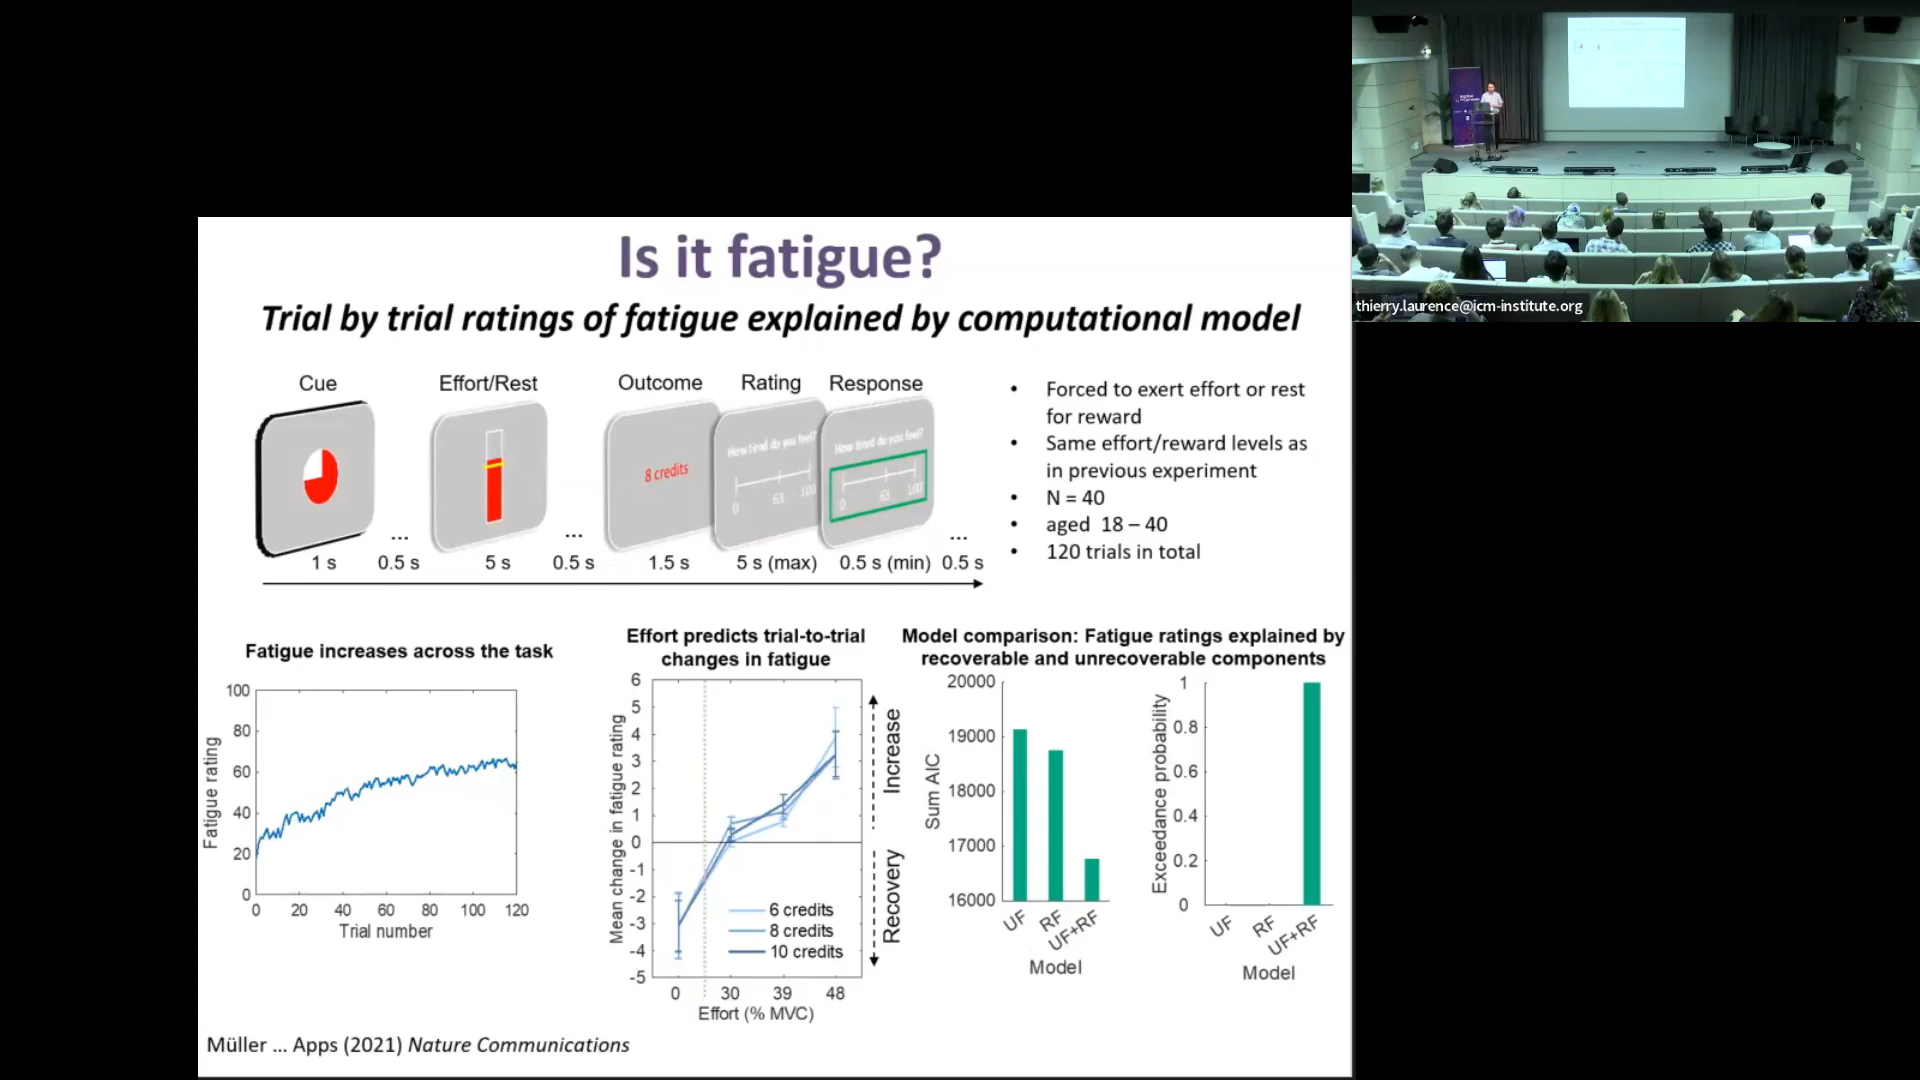 Is it fatigue?
Trial by trial ratings of fatigue explained by computational model
Cue
Effort/Rest
Outcome
Rating
Response
8 credits
How tired do you feel?
0 63 100
How tired do you feel?
0 63 100
... ... ...
1 s 0.5 s 5 s 0.5 s 1.5 s 5 s (max) 0.5 s (min) 0.5 s
• Forced to exert effort or rest
for reward
• Same effort/reward levels as
in previous experiment
• N = 40
• aged 18 – 40
• 120 trials in total
Fatigue increases across the task
Fatigue rating
100
80
60
40
20
0
0 20 40 60 80 100 120
Trial number
Effort predicts trial-to-trial
changes in fatigue
Mean change in fatigue rating
6
5
4
3
2
1
0
-1
-2
-3
-4
-5
6 credits
8 credits
10 credits
0 30 39 48
Effort (% MVC)
Increase
Recovery
Model comparison: Fatigue ratings explained by
recoverable and unrecoverable components
Sum AIC
20000
19000
18000
17000
16000
UF RF UF+RF
Model
Exceedance probability
1
0.8
0.6
0.4
0.2
0
UF RF UF+RF
Model
Müller ... Apps (2021) Nature Communications
thierry.laurence@icm-institute.org